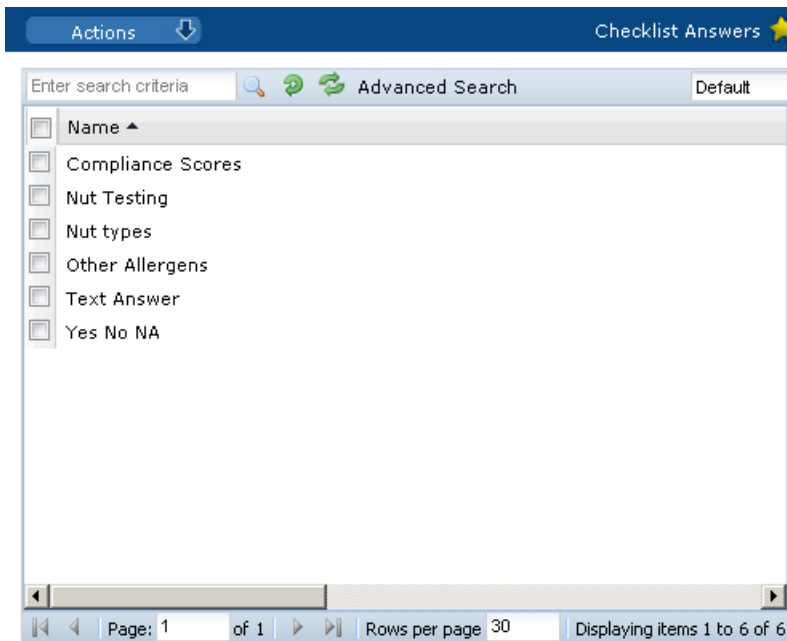 Actions Checklist Answers
Enter search criteria Advanced Search Default
Name
Compliance Scores
Nut Testing
Nut types
Other Allergens
Text Answer
Yes No NA
Page: 1 of 1 Rows per page 30 Displaying items 1 to 6 of 6